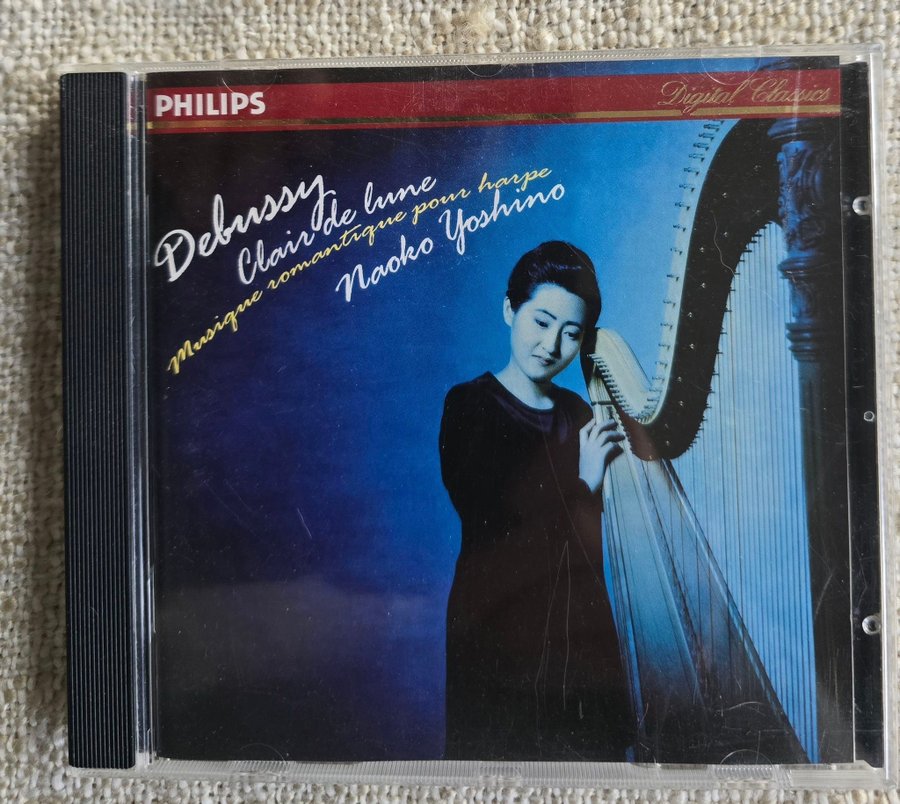 PHILIPS
Digital Classics
Debussy
Clair de lune
Musique romantique pour harpe
Naoko Yoshino